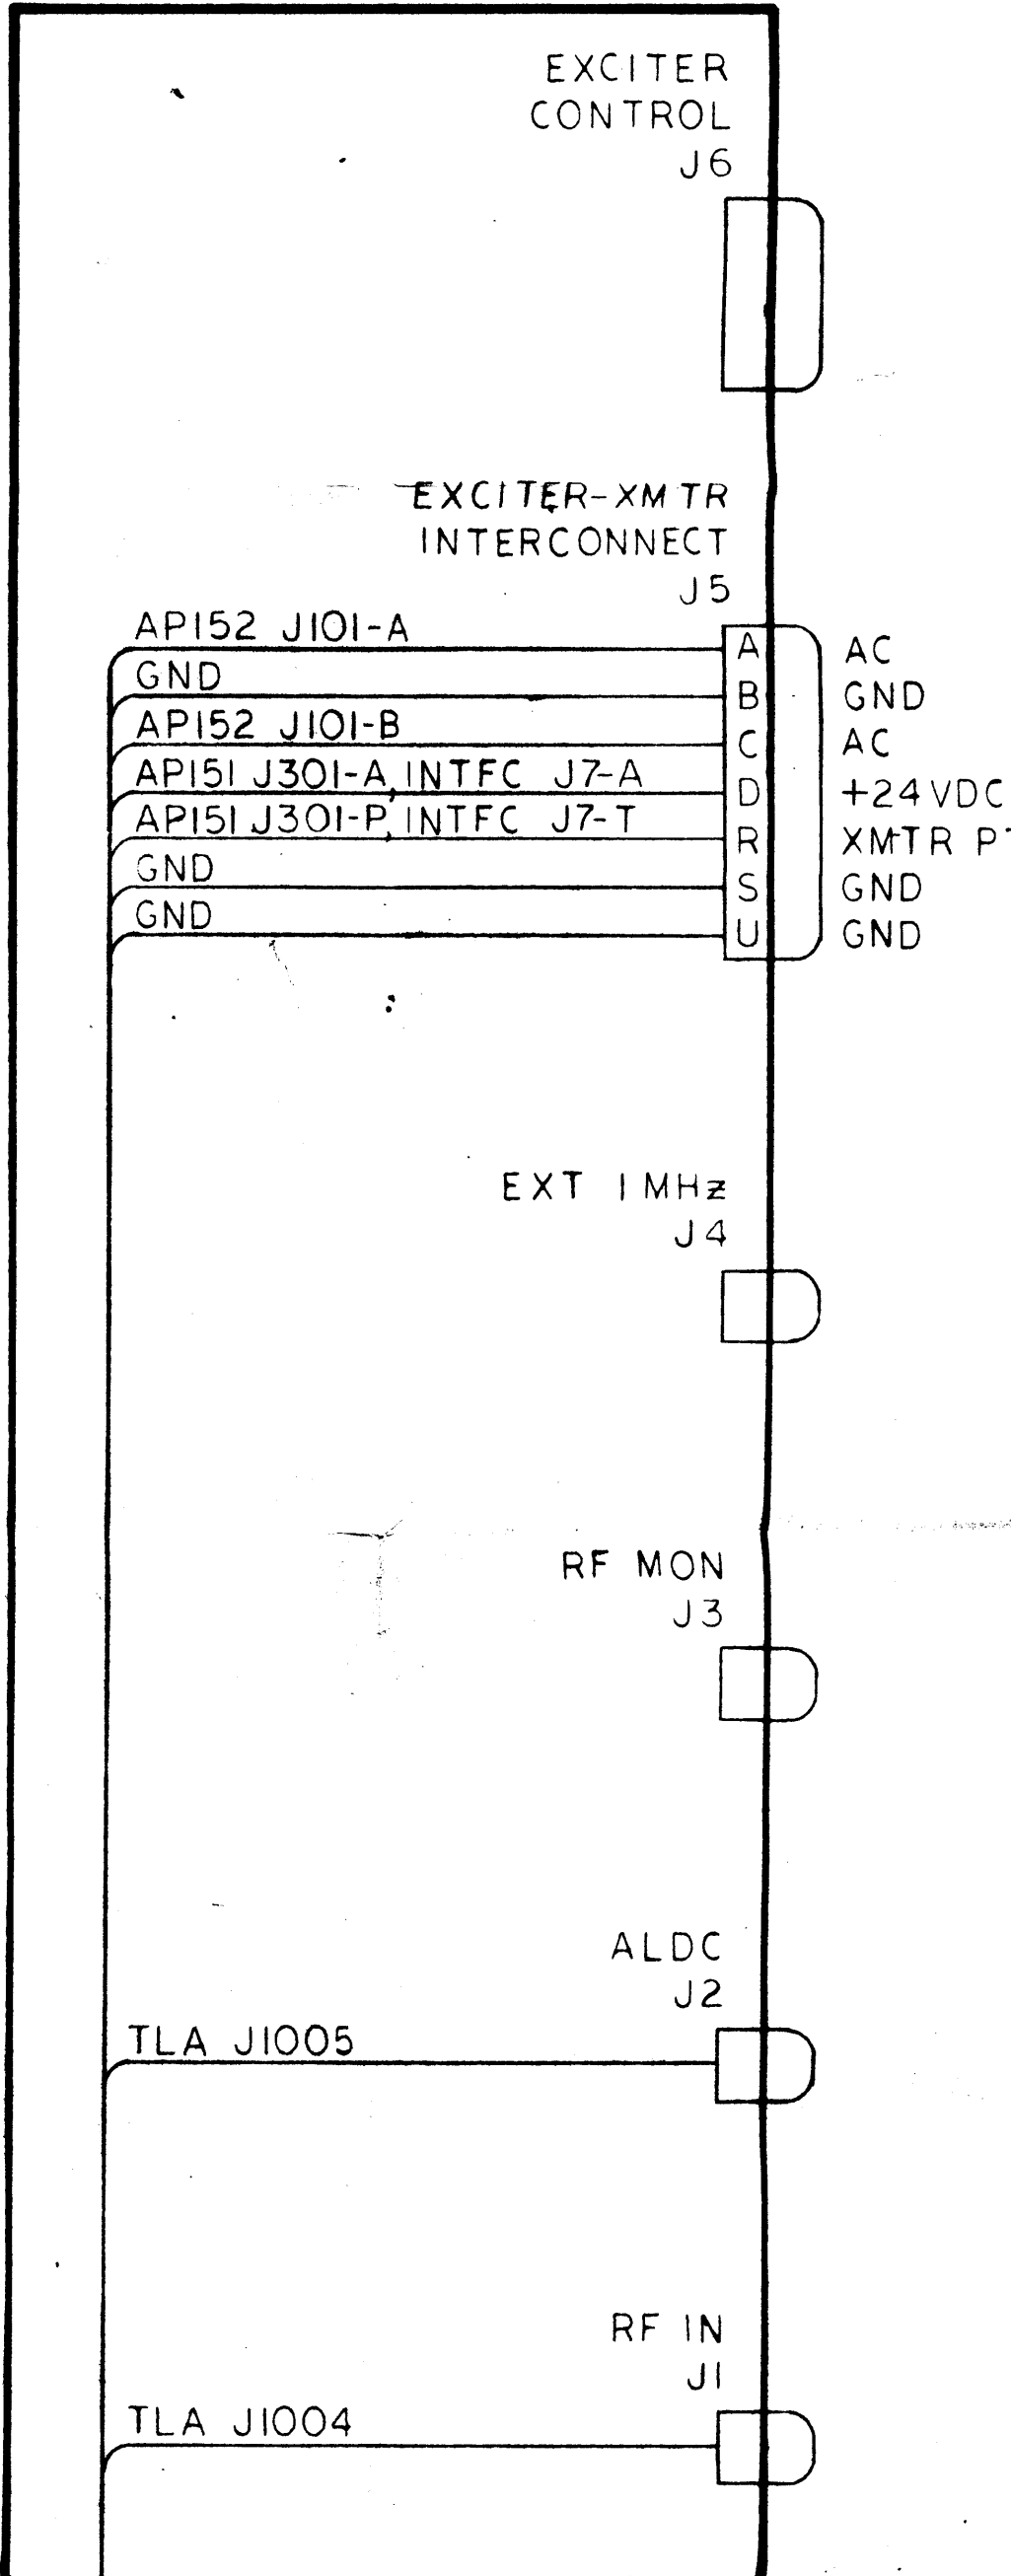 EXCITER
CONTROL
J6
EXCITER-XMTR
INTERCONNECT
J5
AP152 J101-A A AC
GND B GND
AP152 J101-B C AC
AP151 J301-A, INTFC J7-A D +24VDC
AP151 J301-P, INTFC J7-T R XMTR
GND S GND
GND U GND
EXT 1MHz
J4
RF MON
J3
ALDC
J2
TLA J1005
RF IN
J1
TLA J1004